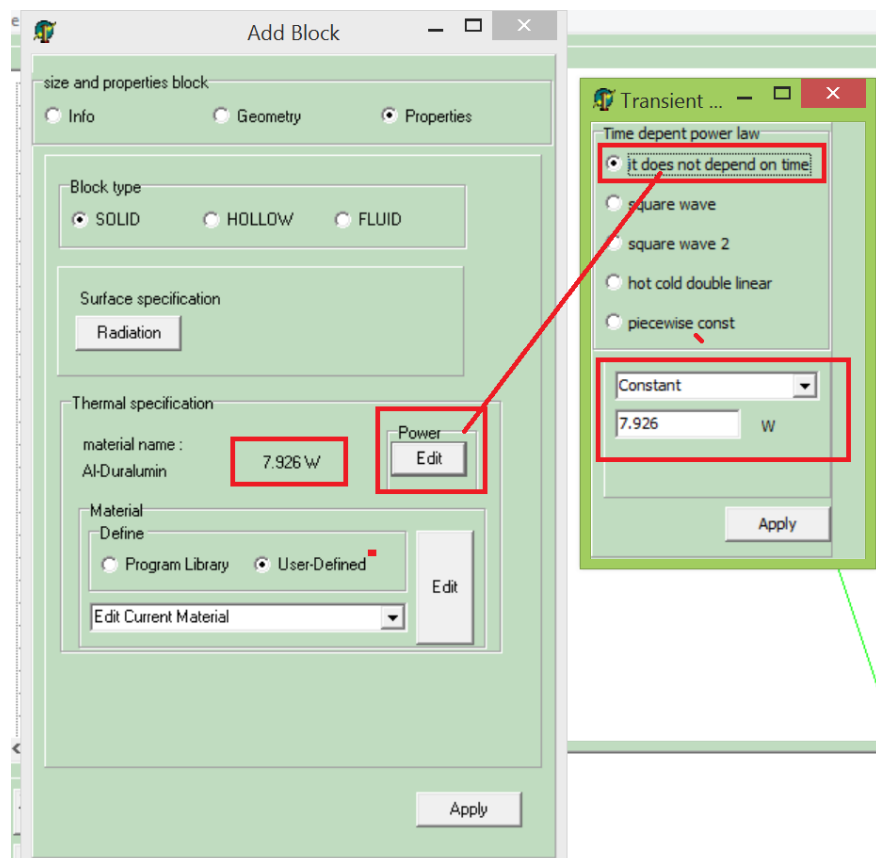 Add Block
size and properties block
Info
Geometry
Properties
Block type
SOLID
HOLLOW
FLUID
Surface specification
Radiation
Thermal specification
material name :
Al-Duralumin
7.926 W
Power
Edit
Material
Define
Program Library
User-Defined
Edit Current Material
Edit
Apply
Transient ...
Time depent power law
it does not depend on time
square wave
square wave 2
hot cold double linear
piecewise const
Constant
7.926
W
Apply